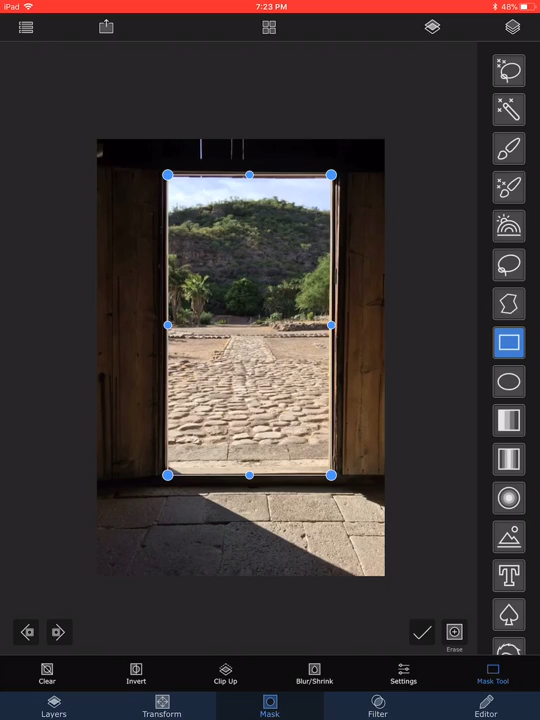 iPad 7:23 PM 48%
Erase
Clear Invert Clip Up Blur/Shrink Settings Mask Tool
Layers Transform Mask Filter Editor